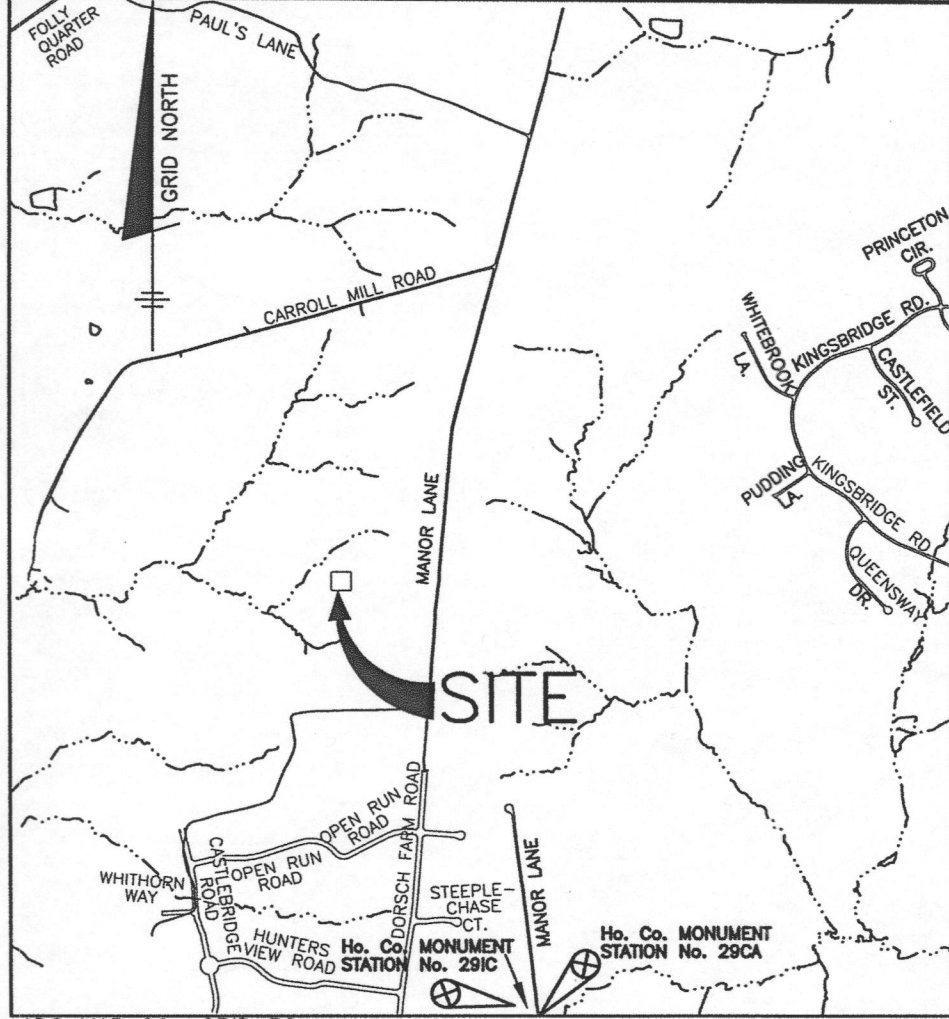 FOLLY
QUARTER
ROAD
PAUL'S LANE
GRID NORTH
CARROLL MILL ROAD
PRINCETON
CIR.
WHITEBROOK
LA.
KINGSBRIDGE RD.
CASTLEFIELD
ST.
PUDDING
LA.
KINGSBRIDGE RD.
QUEENSWAY
DR.
MANOR LANE
SITE
OPEN RUN
ROAD
OPEN RUN
ROAD
DORSCH FARM ROAD
WHITHORN
WAY
CASTLEBRIDGE
ROAD
STEEPLE-
CHASE
CT.
MANOR LANE
HUNTERS
VIEW ROAD
Ho. Co. MONUMENT
STATION No. 29IC
Ho. Co. MONUMENT
STATION No. 29CA